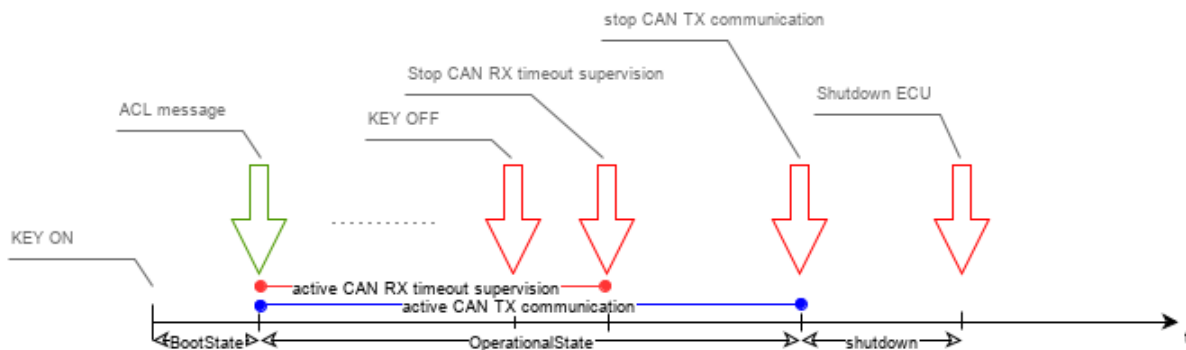 stop CAN TX communication
Stop CAN RX timeout supervision
Shutdown ECU
ACL message
KEY OFF
KEY ON
active CAN RX timeout supervision
active CAN TX communication
BootState
OperationalState
shutdown
t